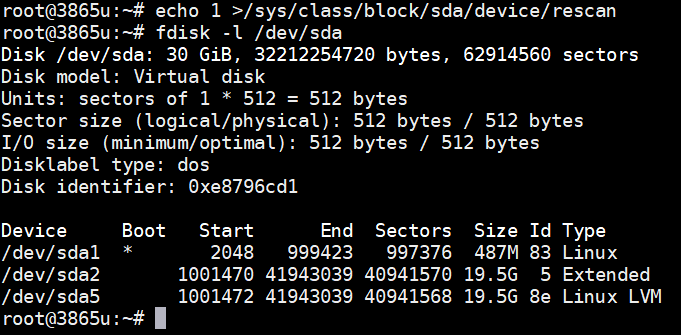 root@3865u:~# echo 1 >/sys/class/block/sda/device/rescan
root@3865u:~# fdisk -l /dev/sda
Disk /dev/sda: 30 GiB, 32212254720 bytes, 62914560 sectors
Disk model: Virtual disk
Units: sectors of 1 * 512 = 512 bytes
Sector size (logical/physical): 512 bytes / 512 bytes
I/O size (minimum/optimal): 512 bytes / 512 bytes
Disklabel type: dos
Disk identifier: 0xe8796cd1

Device     Boot   Start      End  Sectors  Size Id Type
/dev/sda1  *       2048   999423   997376  487M 83 Linux
/dev/sda2       1001470 41943039 40941570 19.5G  5 Extended
/dev/sda5       1001472 41943039 40941568 19.5G 8e Linux LVM
root@3865u:~#